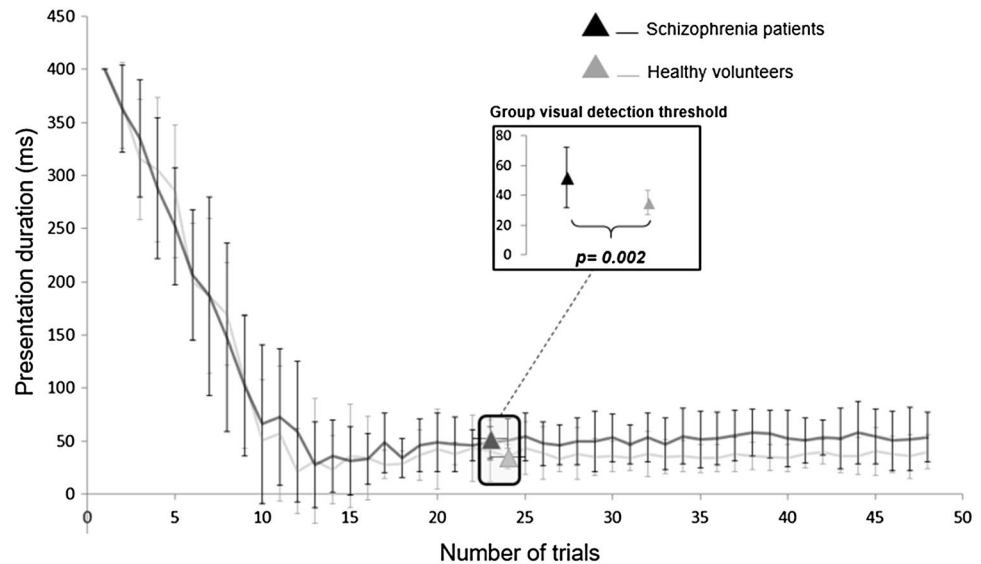 450
400
350
300
250
200
150
100
50
0
Presentation duration (ms)
0 5 10 15 20 25 30 35 40 45 50
Number of trials
Schizophrenia patients
Healthy volunteers
Group visual detection threshold
80
60
40
20
0
p= 0.002